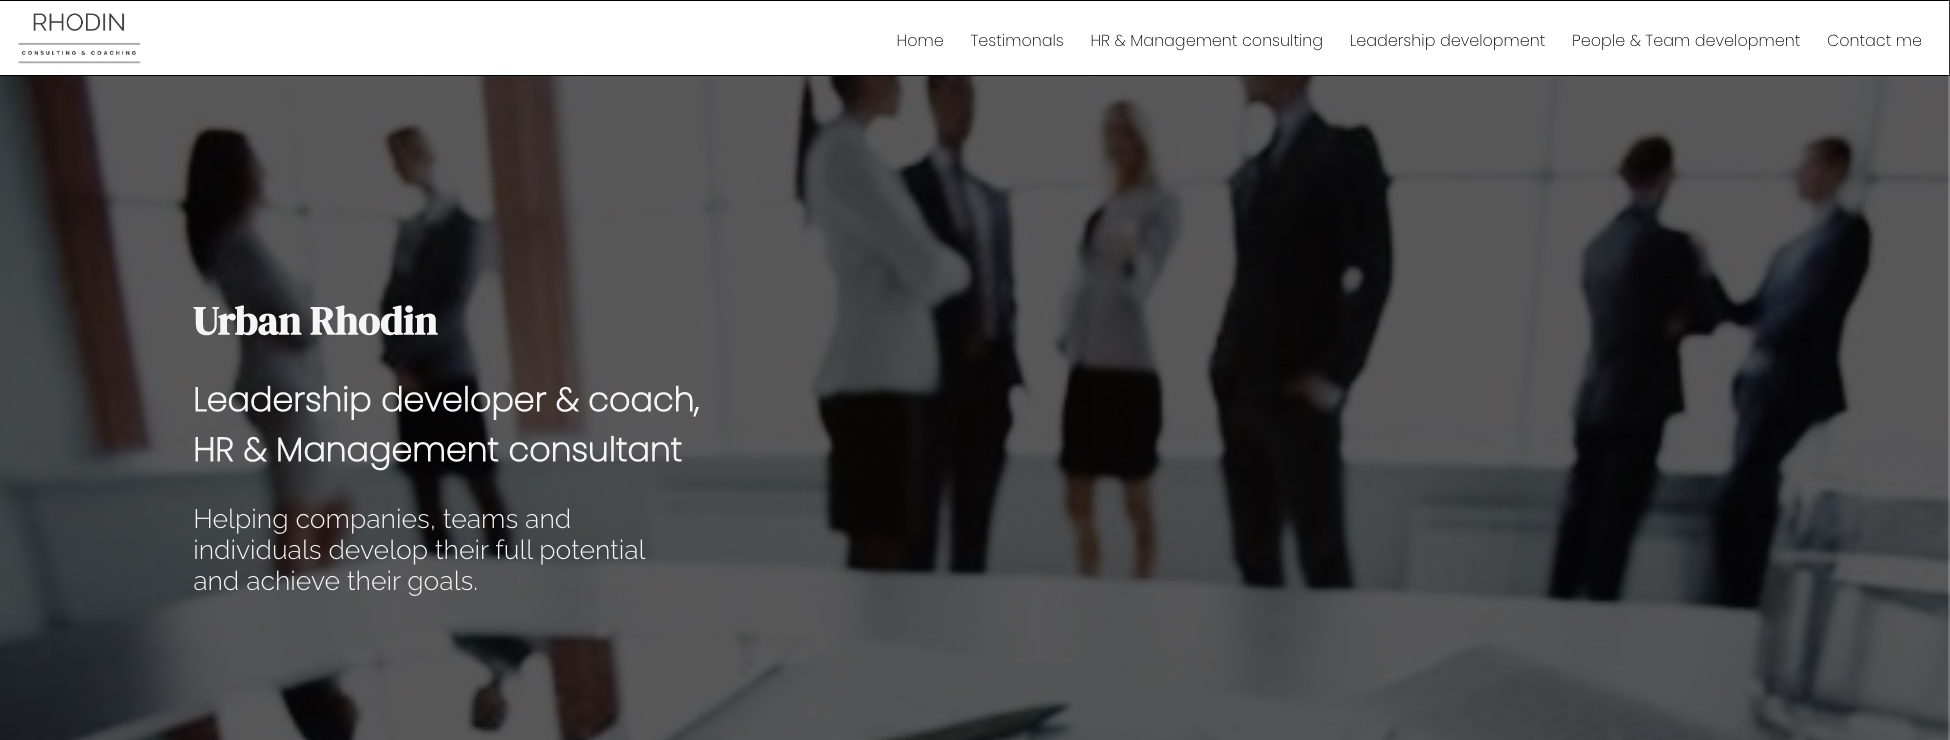 RHODIN
CONSULTING & COACHING
Home Testimonals HR & Management consulting Leadership development People & Team development Contact me
Urban Rhodin
Leadership developer & coach,
HR & Management consultant
Helping companies, teams and
individuals develop their full potential
and achieve their goals.